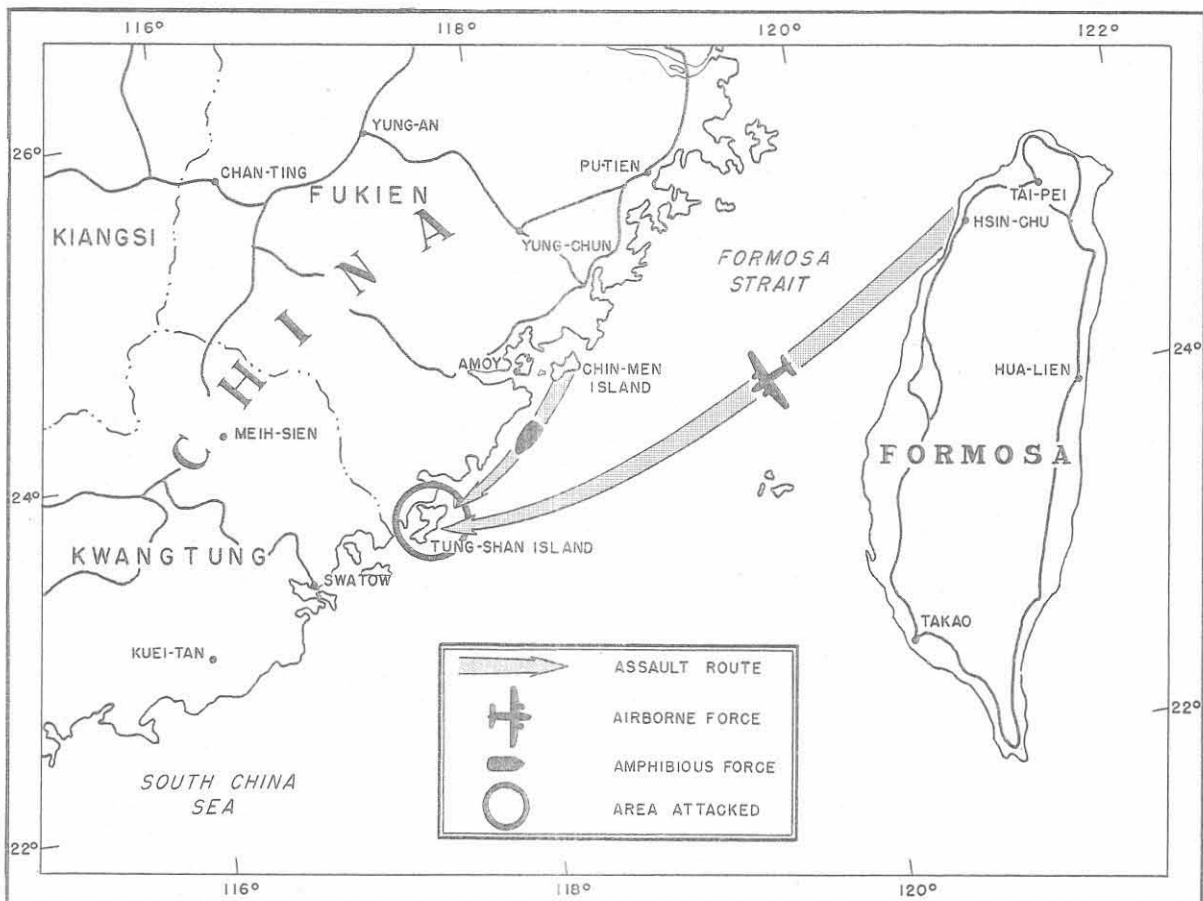 116°
118°
120°
122°
26°
YUNG-AN
CHAN-TING
PU-TIEN
FUKIEN
KIANGSI
YUNG-CHUN
TAI-PEI
HSIN-CHU
FORMOSA
STRAIT
CHINA
AMOY
CHIN-MEN
ISLAND
24°
HUA-LIEN
MEIH-SIEN
FORMOSA
24°
KWANGTUNG
TUNG-SHAN ISLAND
SWATOW
TAKAO
KUEI-TAN
ASSAULT ROUTE
AIRBORNE FORCE
22°
AMPHIBIOUS FORCE
SOUTH CHINA
SEA
AREA ATTACKED
22°
116°
118°
120°